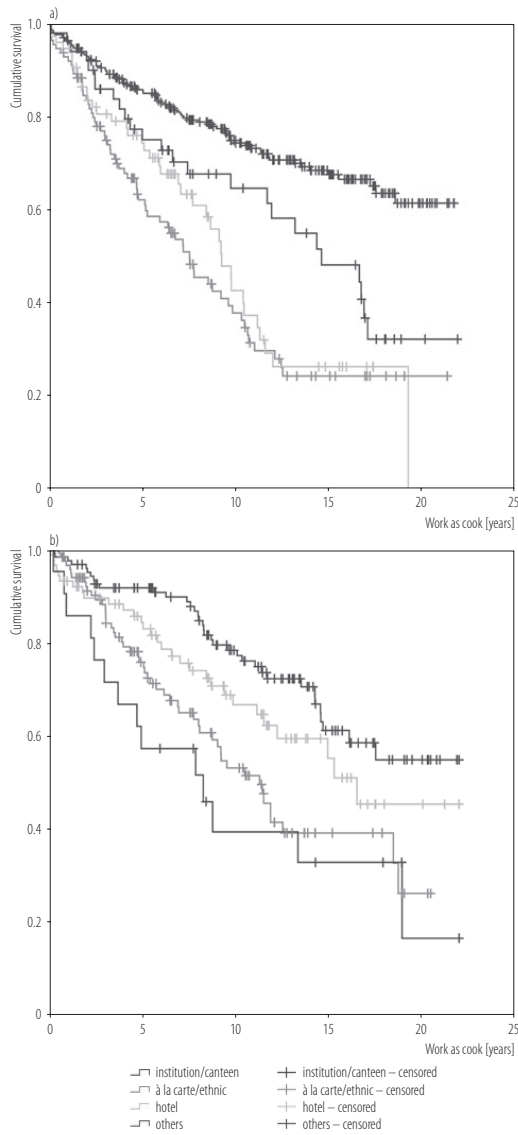 a)
Cumulative survival
1.0
0.8
0.6
0.4
0.2
0
0 5 10 15 20 25
Work as cook [years]
b)
Cumulative survival
1.0
0.8
0.6
0.4
0.2
0
0 5 10 15 20 25
Work as cook [years]
institution/canteen institution/canteen – censored
à la carte/ethnic à la carte/ethnic – censored
hotel hotel – censored
others others – censored